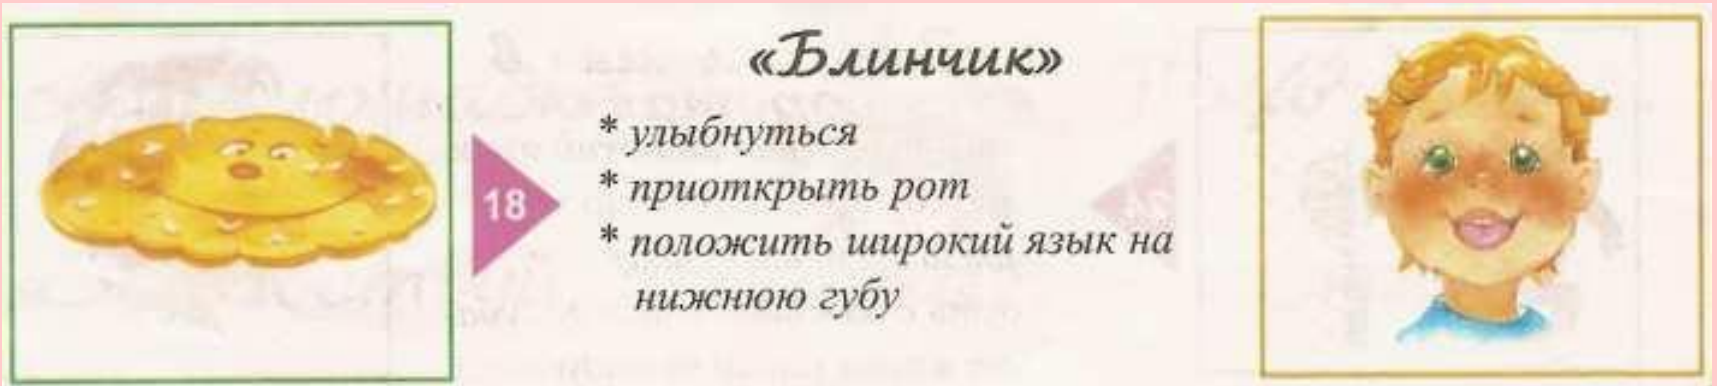 «Блинчик»
* улыбнуться
* приоткрыть рот
18
* положить широкий язык на
нижнюю губу